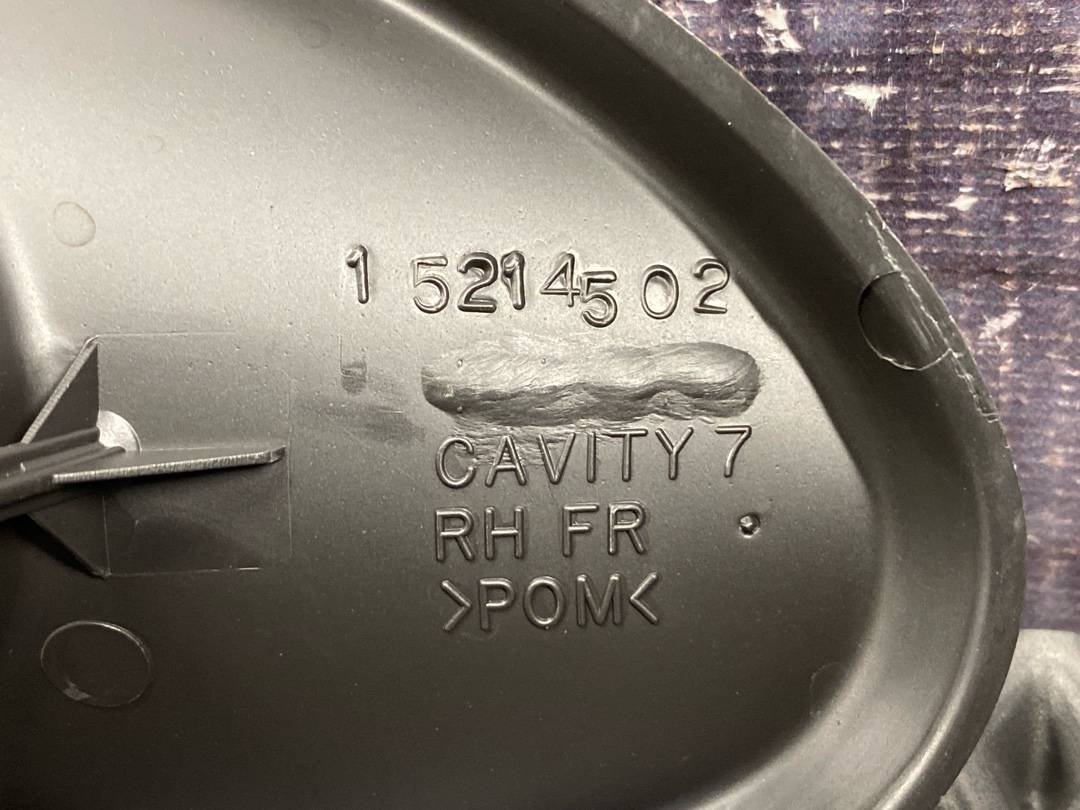 1 5214502
CAVITY 7
RH FR
>POM<